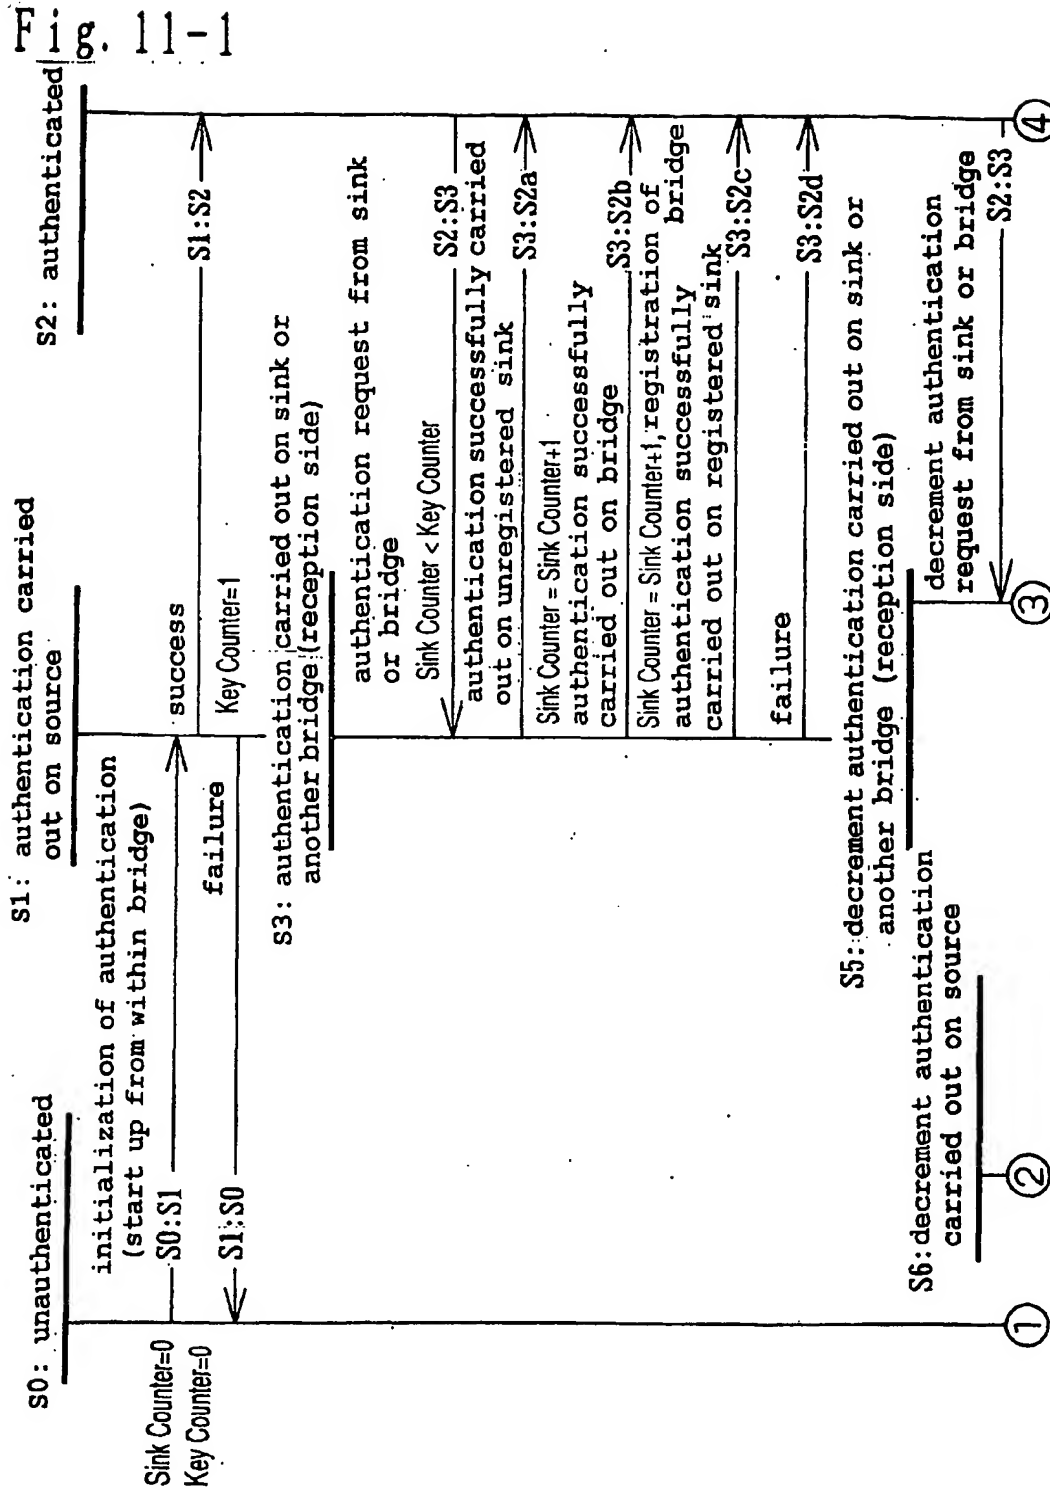 Fig. 11-1
S0: unauthenticated
S1: authentication carried
out on source
S2: authenticated
Sink Counter=0
Key Counter=0
initialization of authentication
(start up from within bridge)
S0:S1
success
S1:S2
Key Counter=1
failure
S1:S0
S3: authentication carried out on sink or
another bridge (reception side)
authentication request from sink
or bridge
Sink Counter < Key Counter
S2:S3
authentication successfully carried
out on unregistered sink
S3:S2a
Sink Counter = Sink Counter+1
authentication successfully
carried out on bridge
S3:S2b
Sink Counter = Sink Counter+1, registration of
bridge
authentication successfully
carried out on registered sink
S3:S2c
failure
S3:S2d
S5: decrement authentication carried out on sink or
another bridge (reception side)
decrement authentication
request from sink or bridge
S2:S3
S6: decrement authentication
carried out on source
1
2
3
4